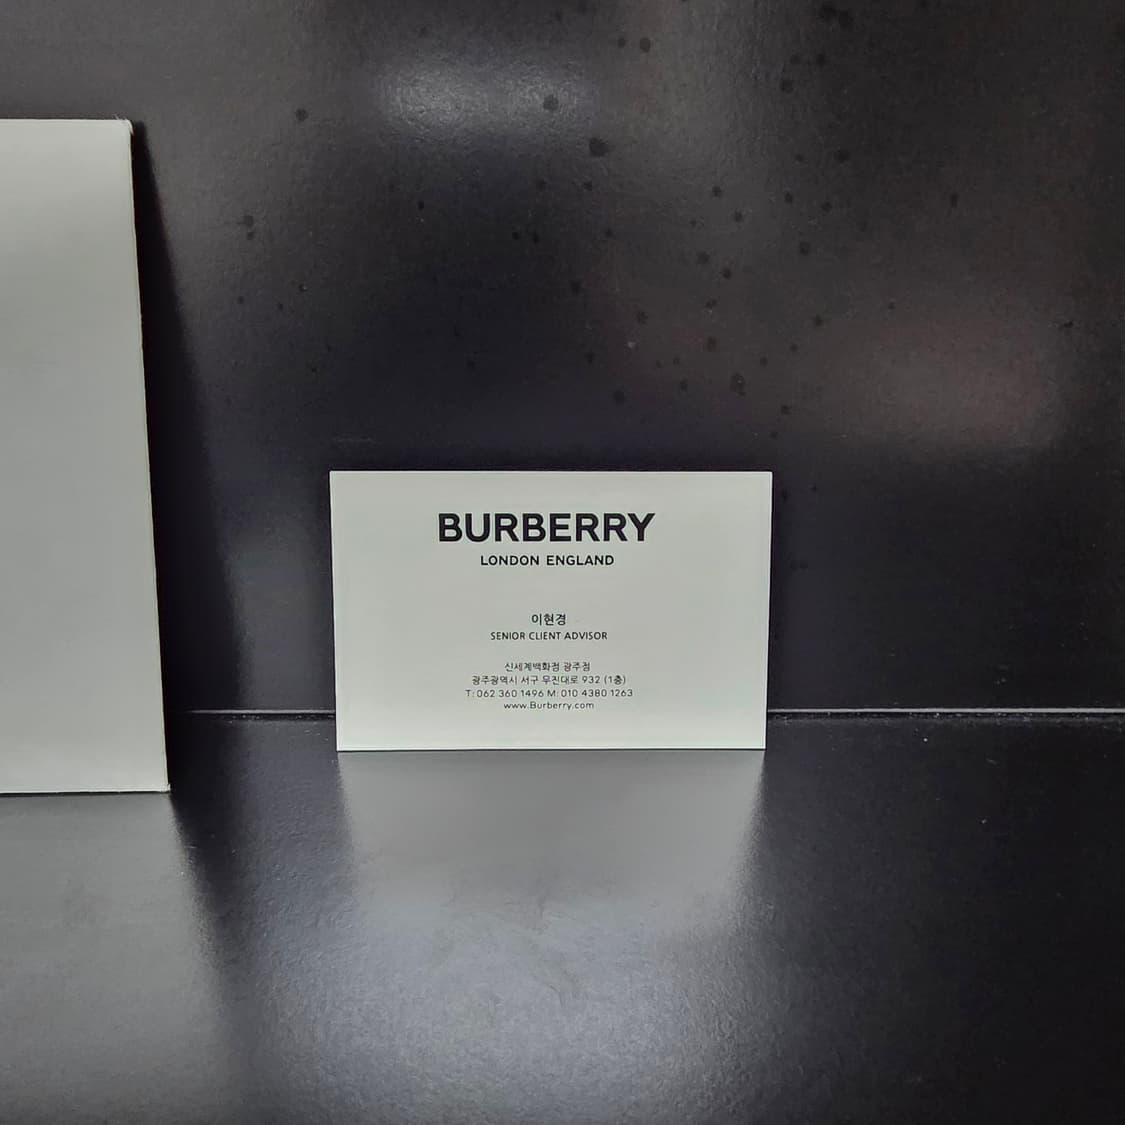 BURBERRY
LONDON ENGLAND
이현경
SENIOR CLIENT ADVISOR
신세계백화점 광주점
광주광역시 서구 무진대로 932 (1층)
T: 062 360 1496 M: 010 4380 1263
www.Burberry.com